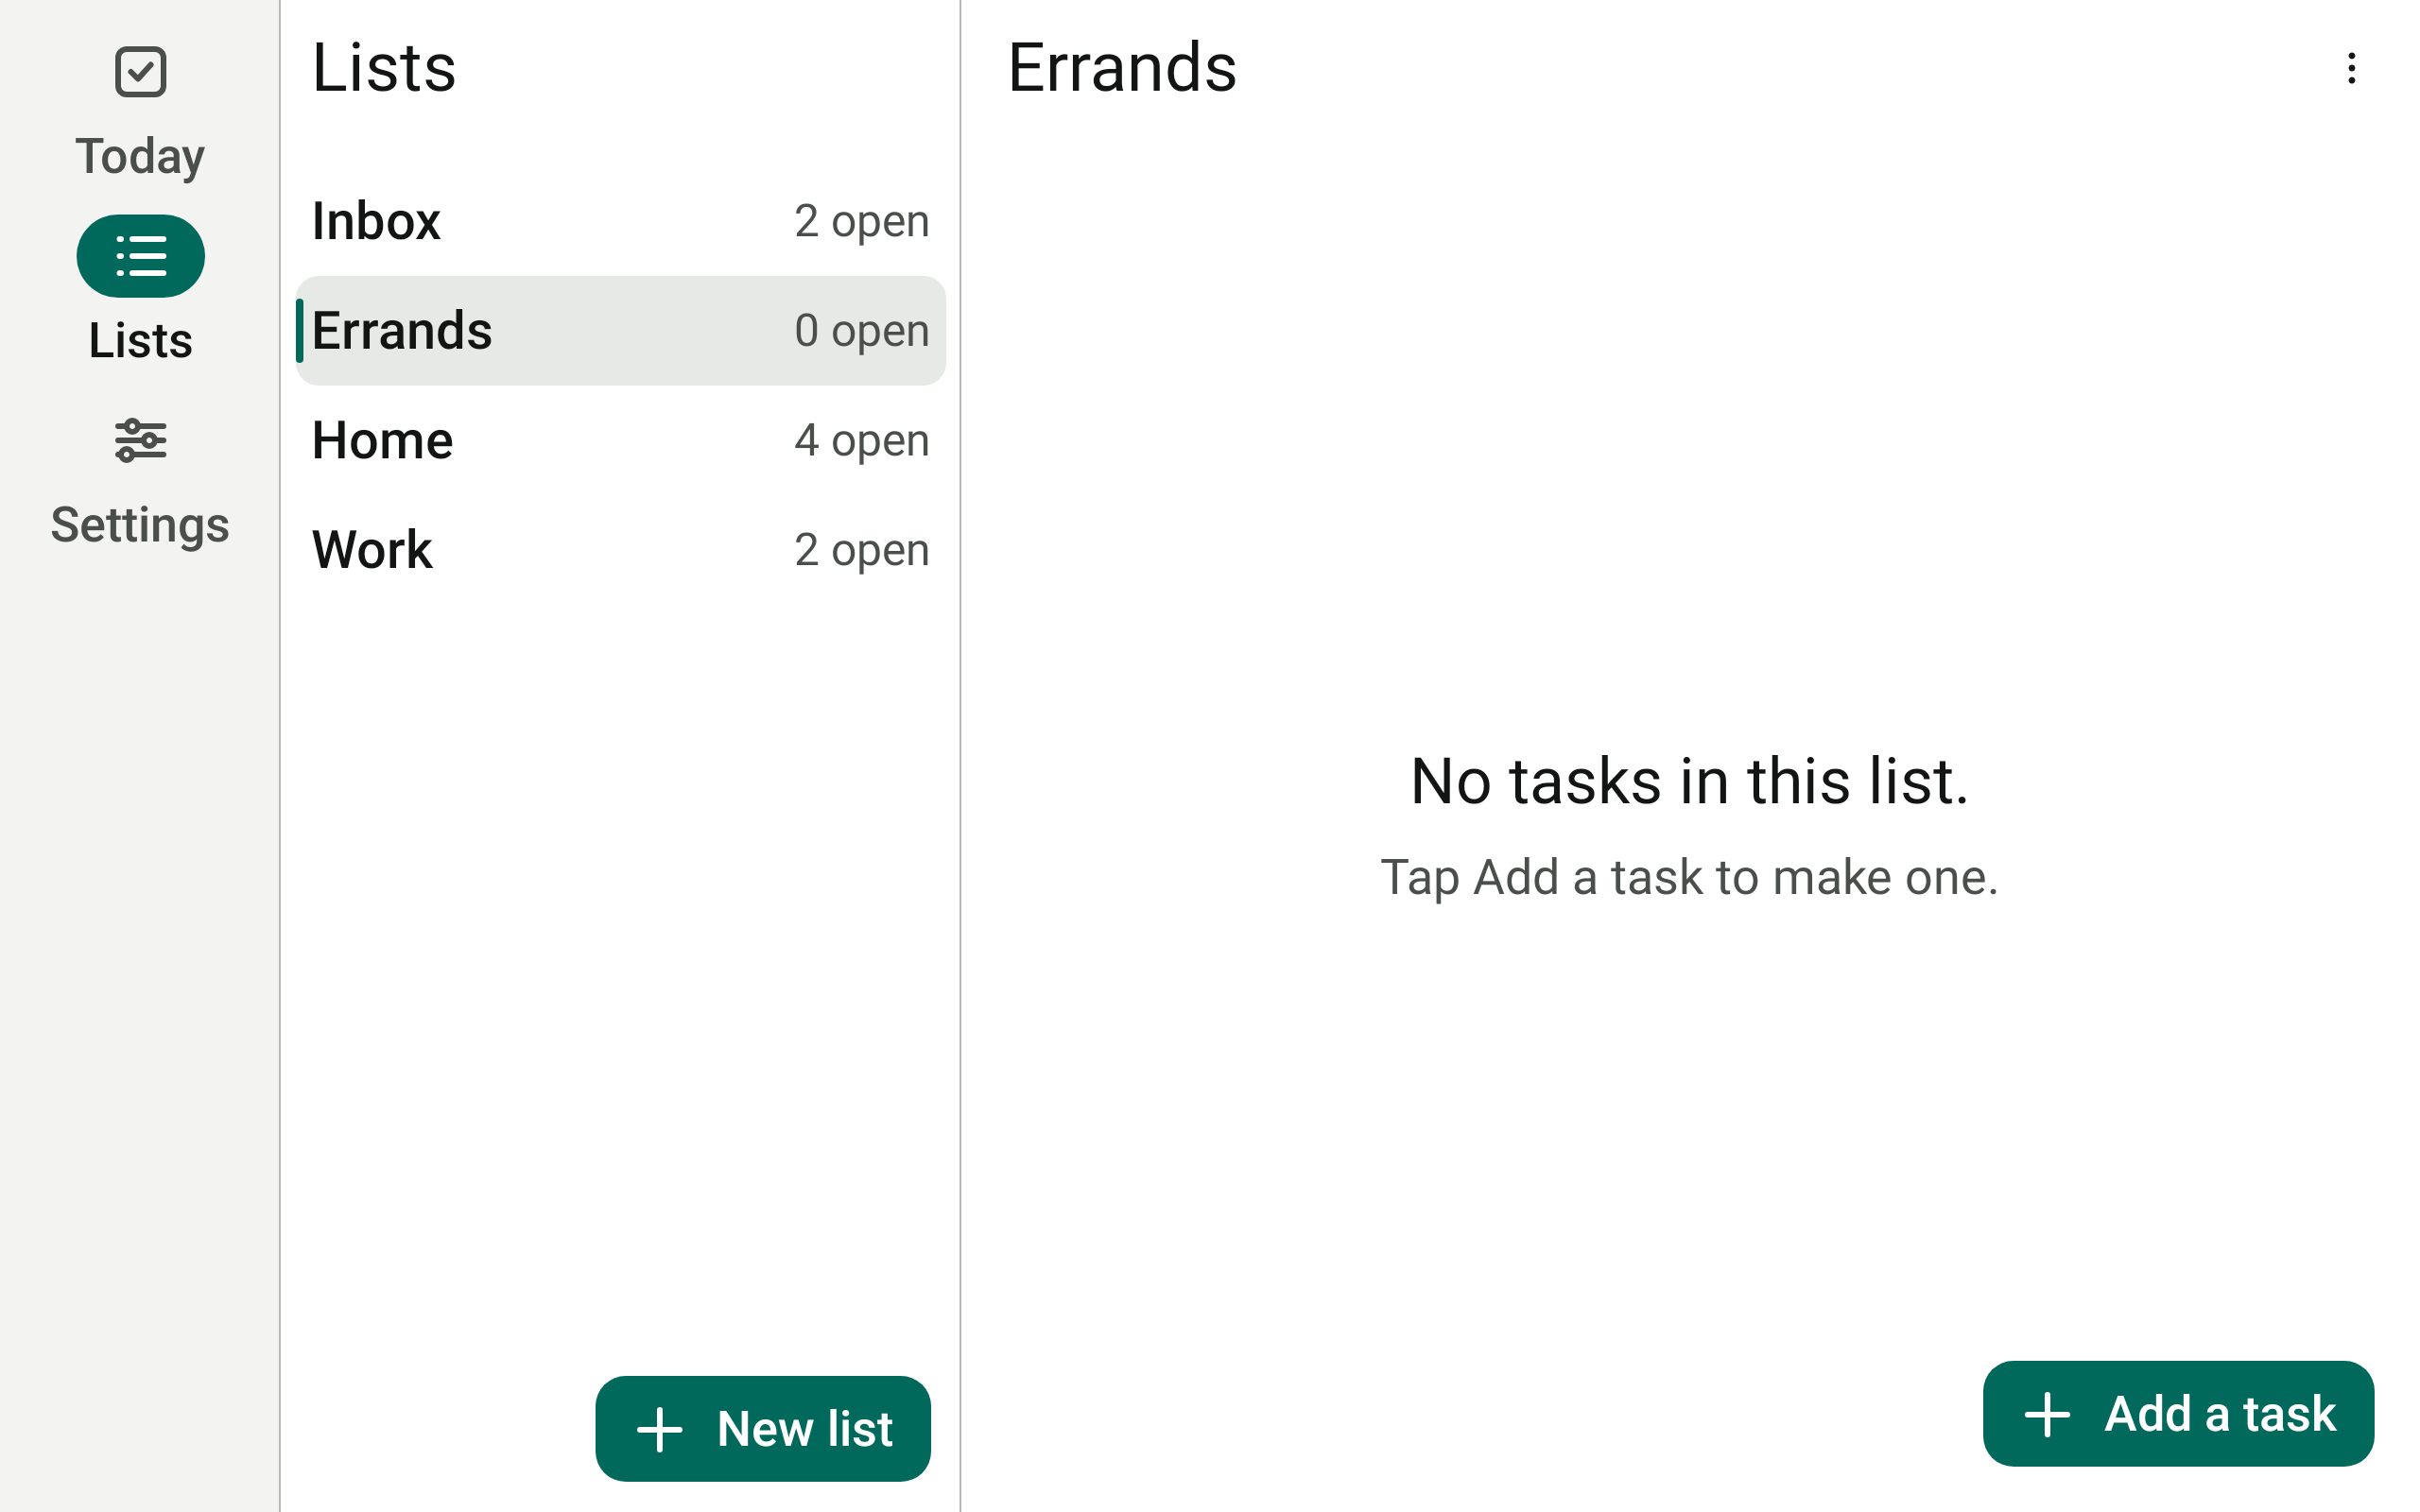 Today
Lists
Settings
Lists
Inbox 2 open
Errands 0 open
Home 4 open
Work 2 open
New list
Errands
No tasks in this list.
Tap Add a task to make one.
Add a task